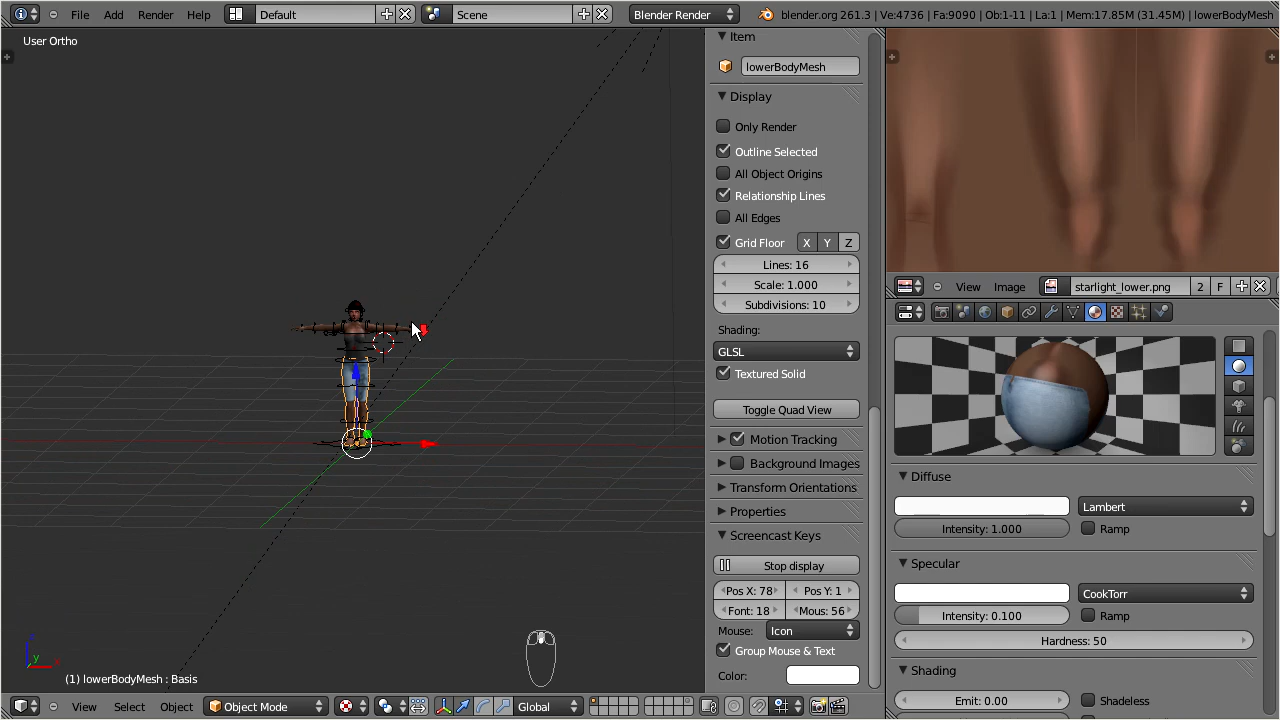 Add Render Help Default Scene Blender Render blender.org 261.3 | Ve:4736 | Fa:9090 | Ob:1-11 | La:1 | Mem:17.85M (31.45M) | lowerBodyMesh
User Ortho
Item
lowerBodyMesh
Display
Only Render
Outline Selected
All Object Origins
Relationship Lines
All Edges
Grid Floor X Y Z
Lines: 16
Scale: 1.000
Subdivisions: 10
Shading:
GLSL
Textured Solid
Toggle Quad View
Motion Tracking
Background Images
Transform Orientations
Properties
Screencast Keys
Stop display
Pos X: 78 Pos Y: 1
Font: 18 Mous: 56
Mouse: Icon
Group Mouse & Text
Color:
View Image starlight_lower.png 2 F
Diffuse
Lambert
Intensity: 1.000 Ramp
Specular
CookTorr
Intensity: 0.100 Ramp
Hardness: 50
Shading
Emit: 0.00 Shadeless
z
y x
(1) lowerBodyMesh : Basis
View Select Object Object Mode Global